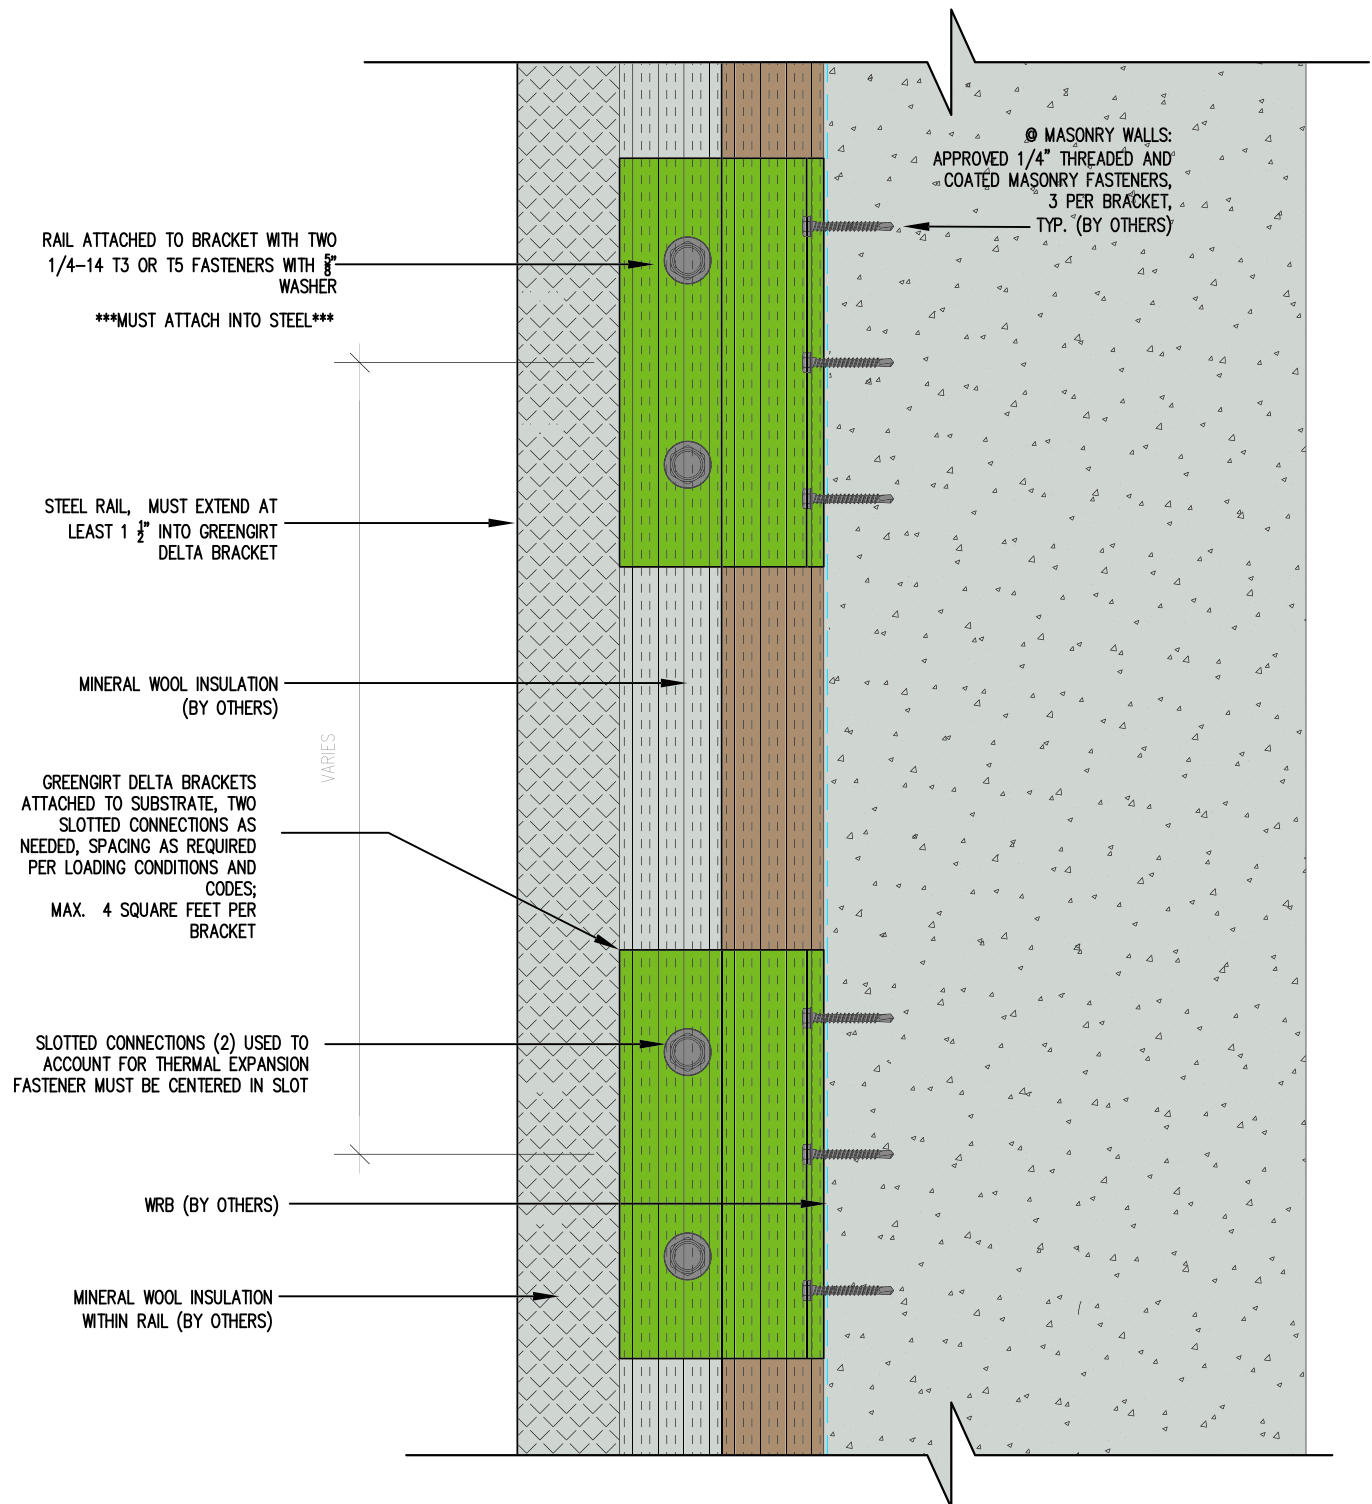 @ MASONRY WALLS:
APPROVED 1/4" THREADED AND
COATED MASONRY FASTENERS,
3 PER BRACKET,
TYP. (BY OTHERS)
RAIL ATTACHED TO BRACKET WITH TWO
1/4-14 T3 OR T5 FASTENERS WITH 5/8"
WASHER
***MUST ATTACH INTO STEEL***
STEEL RAIL, MUST EXTEND AT
LEAST 1 1/2" INTO GREENGIRT
DELTA BRACKET
MINERAL WOOL INSULATION
(BY OTHERS)
VARIES
GREENGIRT DELTA BRACKETS
ATTACHED TO SUBSTRATE, TWO
SLOTTED CONNECTIONS AS
NEEDED, SPACING AS REQUIRED
PER LOADING CONDITIONS AND
CODES;
MAX. 4 SQUARE FEET PER
BRACKET
SLOTTED CONNECTIONS (2) USED TO
ACCOUNT FOR THERMAL EXPANSION
FASTENER MUST BE CENTERED IN SLOT
WRB (BY OTHERS)
MINERAL WOOL INSULATION
WITHIN RAIL (BY OTHERS)